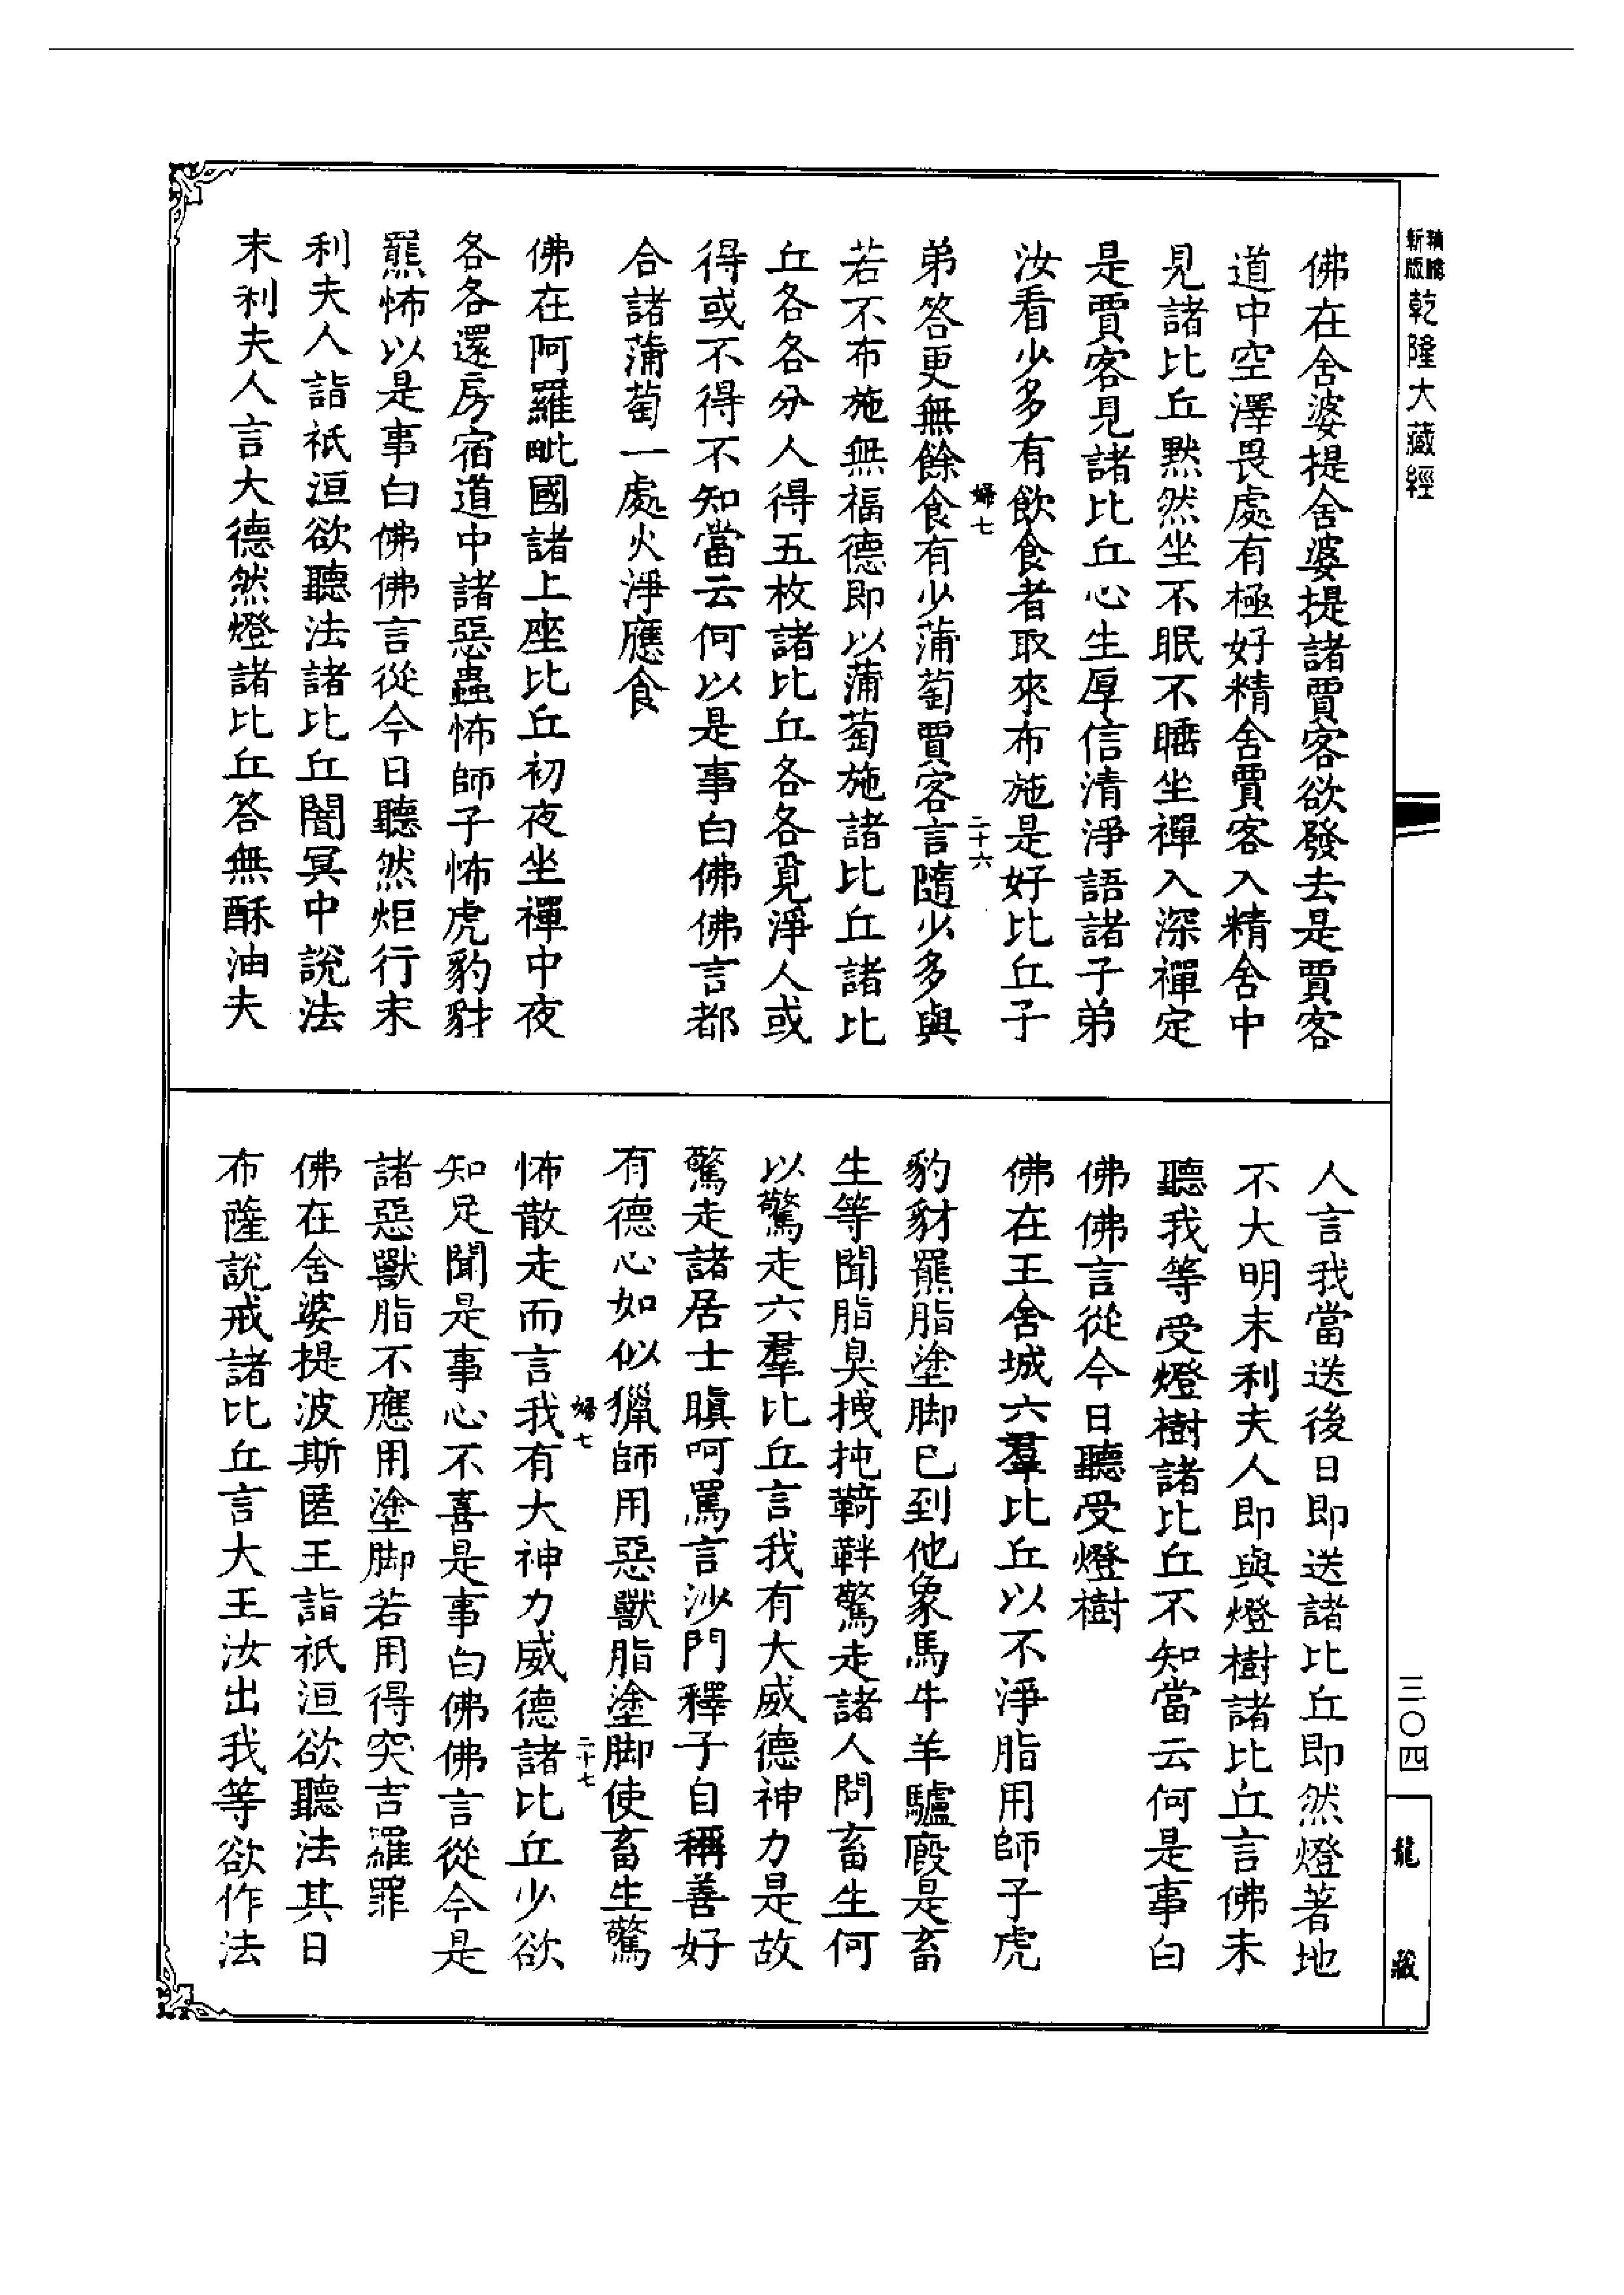 新版
乾隆大藏經
佛在舍婆提舍婆提諸賈客欲發去是賈客
道中空澤畏處有極好精舍賈客入精舍中
見諸比丘黙然坐不眠不睡坐禪入深禪定
是賈客見諸比丘心生厚信清淨語諸子弟
汝看少多有飲食者取來布施是好比丘子
婦七
二十六
弟答更無餘食有少蒲萄賈客言隨少多與
若不布施無福德即以蒲萄施諸比丘諸比
丘各各分人得五枚諸比丘各各覓淨人或
得或不得不知當云何以是事白佛佛言都
合諸蒲萄一處火淨應食
佛在阿羅毗國諸上座比丘初夜坐禪中夜
各各還房宿道中諸惡蟲怖師子怖虎豹豺
羆怖以是事白佛佛言從今日聽然炬行末
利夫人詣祇洹欲聽法諸比丘闇冥中說法
末利夫人言大德然燈諸比丘答無酥油夫
人言我當送後日即送諸比丘即然燈著地
不大明末利夫人即與燈樹諸比丘言佛未
聽我等受燈樹諸比丘不知當云何是事白
佛佛言從今日聽受燈樹
佛在王舍城六羣比丘以不淨脂用師子虎
豹豺羆脂塗脚已到他象馬牛羊驢廄是畜
生等聞脂臭拽扽鞯靽驚走諸人問畜生何
以驚走六羣比丘言我有大威德神力是故
驚走諸居士瞋呵罵言沙門釋子自稱善好
有德心如似獵師用惡獸脂塗脚使畜生驚
婦七
二十七
怖散走而言我有大神力威德諸比丘少欲
知足聞是事心不喜是事白佛佛言從今是
諸惡獸脂不應用塗脚若用得突吉羅罪
佛在舍婆提波斯匿王詣祇洹欲聽法其日
布薩說戒諸比丘言大王汝出我等欲作法
三〇四
龍藏